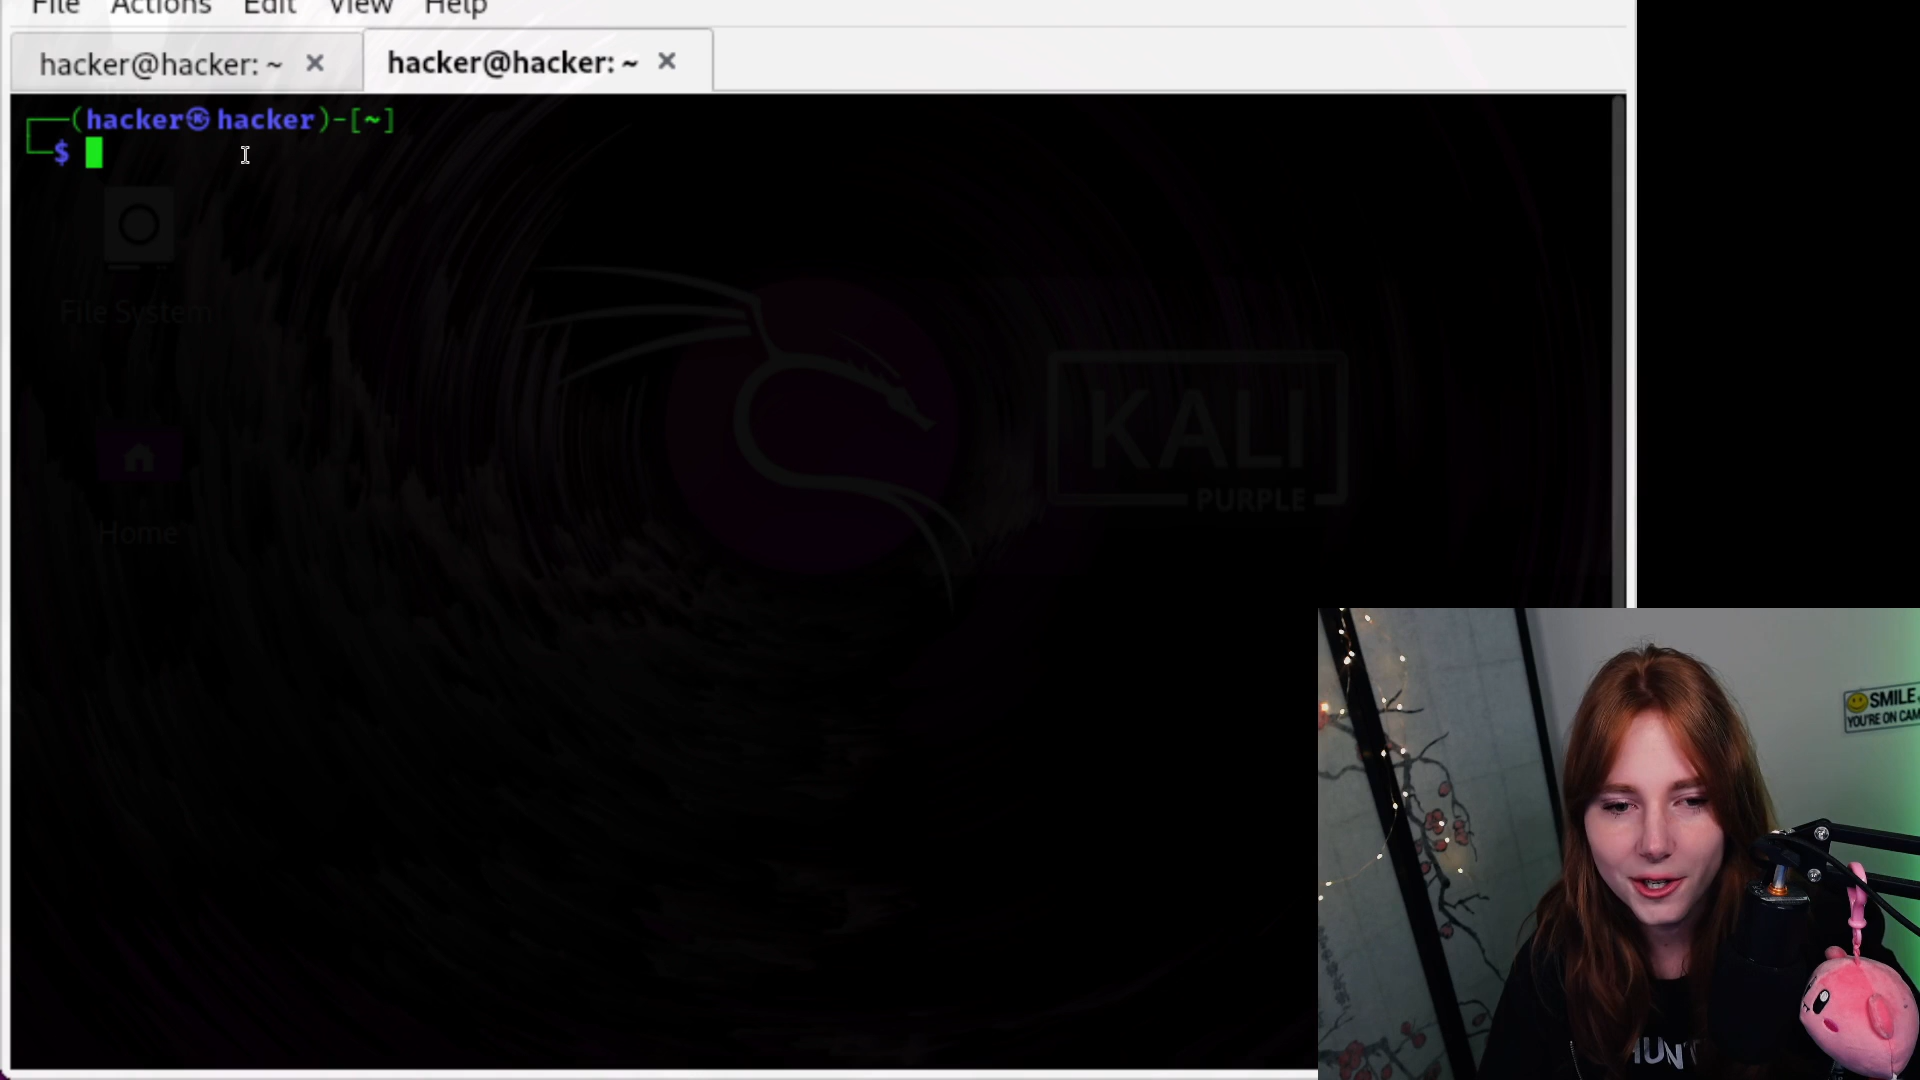 File Actions Edit View Help
hacker@hacker: ~
hacker@hacker: ~
(hacker㉿hacker)-[~]
$
File System
KALI
PURPLE
Home
SMILE
YOU'RE ON CAM
HUNT